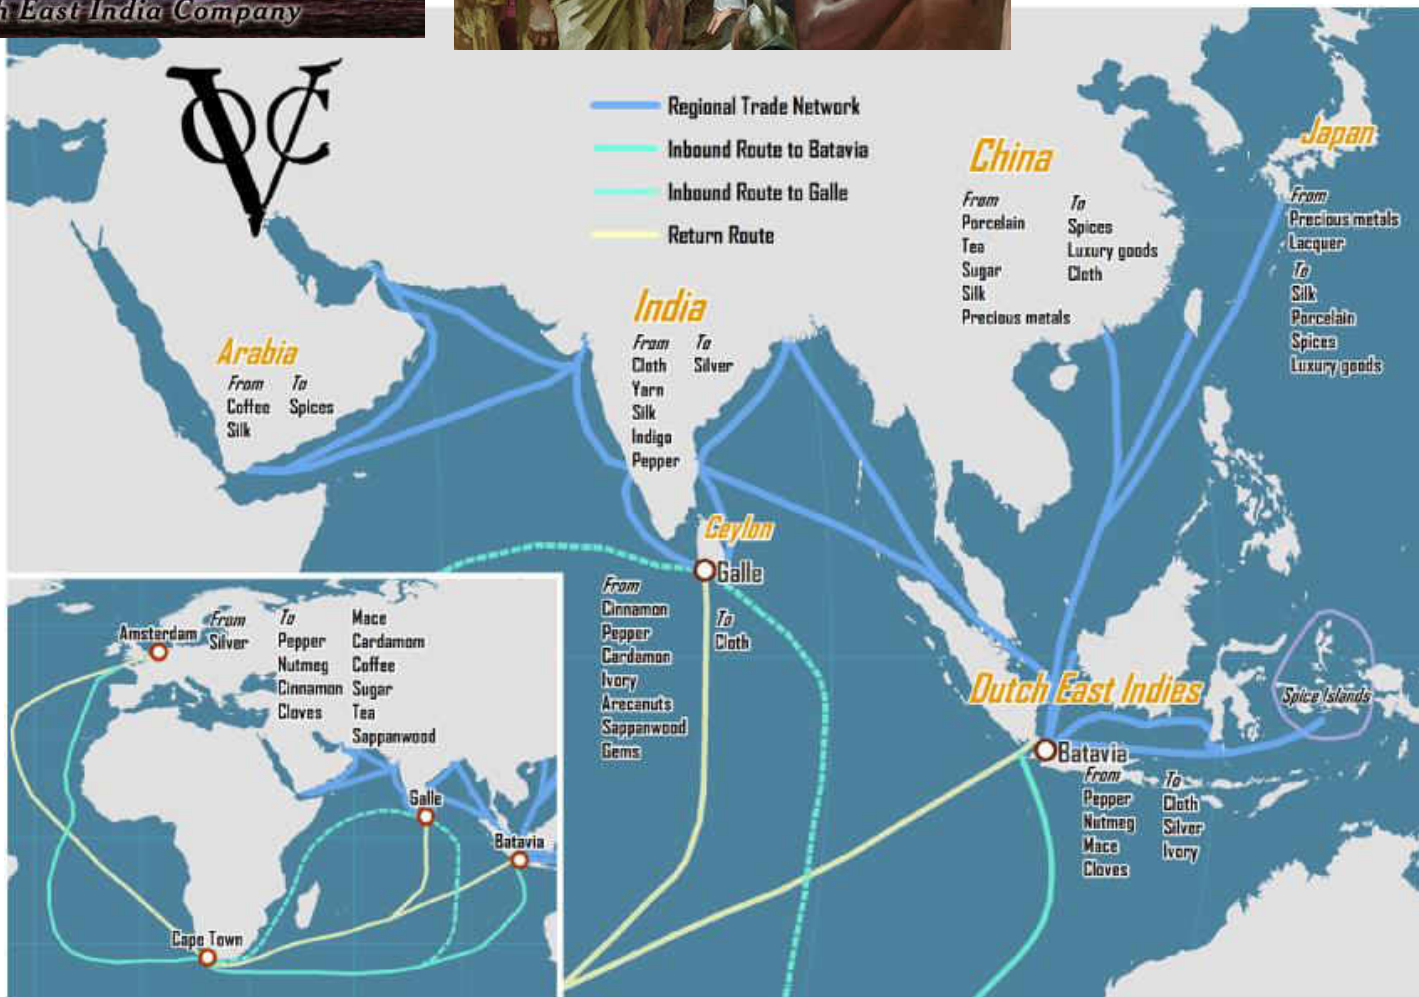 East India Company
VOC
Regional Trade Network
Inbound Route to Batavia
Inbound Route to Galle
Return Route
China
From
Porcelain
Tea
Sugar
Silk
Precious metals
To
Spices
Luxury goods
Cloth
Japan
From
Precious metals
Lacquer
To
Silk
Porcelain
Spices
Luxury goods
India
From
Cloth
Yarn
Silk
Indigo
Pepper
To
Silver
Arabia
From
Coffee
Silk
To
Spices
Ceylon
Galle
From
Cinnamon
Pepper
Cardamon
Ivory
Arecanuts
Sappanwood
Gems
To
Cloth
Dutch East Indies
Spice Islands
Batavia
From
Pepper
Nutmeg
Mace
Cloves
To
Cloth
Silver
Ivory
Amsterdam
From
Silver
To
Pepper
Nutmeg
Cinnamon
Cloves
Mace
Cardamom
Coffee
Sugar
Tea
Sappanwood
Galle
Batavia
Cape Town